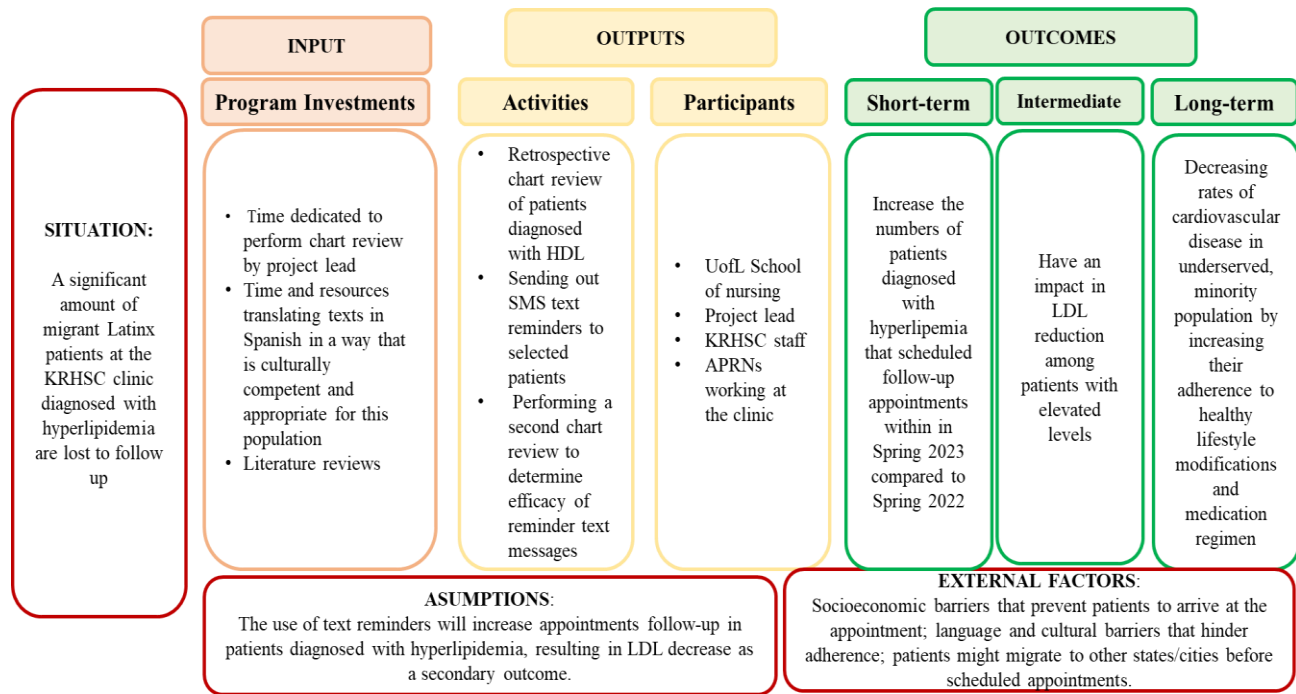 INPUT
OUTPUTS
OUTCOMES
Program Investments
Activities
Participants
Short-term
Intermediate
Long-term
SITUATION:
A significant
amount of
migrant Latinx
patients at the
KRHSC clinic
diagnosed with
hyperlipidemia
are lost to follow
up
• Time dedicated to
perform chart review
by project lead
• Time and resources
translating texts in
Spanish in a way that
is culturally
competent and
appropriate for this
population
• Literature reviews
• Retrospective
chart review
of patients
diagnosed
with HDL
• Sending out
SMS text
reminders to
selected
patients
• Performing a
second chart
review to
determine
efficacy of
reminder text
messages
• UofL School
of nursing
• Project lead
• KRHSC staff
• APRNs
working at
the clinic
Increase the
numbers of
patients
diagnosed
with
hyperlipemia
that scheduled
follow-up
appointments
within in
Spring 2023
compared to
Spring 2022
Have an
impact in
LDL
reduction
among
patients with
elevated
levels
Decreasing
rates of
cardiovascular
disease in
underserved,
minority
population by
increasing their
adherence to
healthy
lifestyle
modifications
and
medication
regimen
ASUMPTIONS:
The use of text reminders will increase appointments follow-up in
patients diagnosed with hyperlipidemia, resulting in LDL decrease as
a secondary outcome.
EXTERNAL FACTORS:
Socioeconomic barriers that prevent patients to arrive at the
appointment; language and cultural barriers that hinder
adherence; patients might migrate to other states/cities before
scheduled appointments.